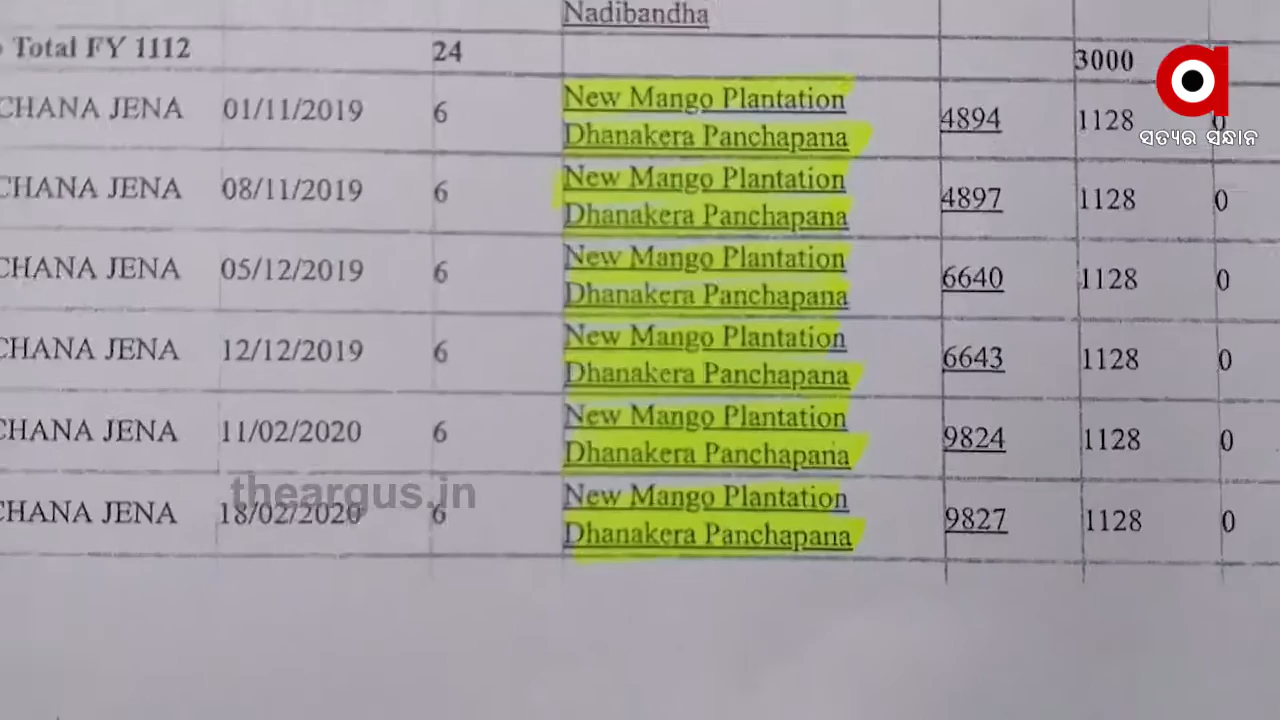 Nadibandha
Total FY 1112 24 3000
CHANA JENA 01/11/2019 6 New Mango Plantation 4894 1128 0
Dhanakera Panchapana
ସତ୍ୟର ସନ୍ଧାନ
CHANA JENA 08/11/2019 6 New Mango Plantation 4897 1128 0
Dhanakera Panchapana
CHANA JENA 05/12/2019 6 New Mango Plantation 6640 1128 0
Dhanakera Panchapana
CHANA JENA 12/12/2019 6 New Mango Plantation 6643 1128 0
Dhanakera Panchapana
CHANA JENA 11/02/2020 6 New Mango Plantation 9824 1128 0
Dhanakera Panchapana
theargus.in
CHANA JENA 18/02/2020 6 New Mango Plantation 9827 1128 0
Dhanakera Panchapana